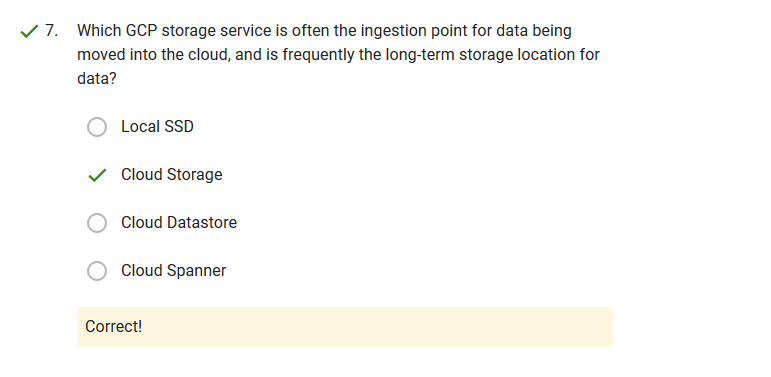 7. Which GCP storage service is often the ingestion point for data being
moved into the cloud, and is frequently the long-term storage location for
data?
Local SSD
Cloud Storage
Cloud Datastore
Cloud Spanner
Correct!